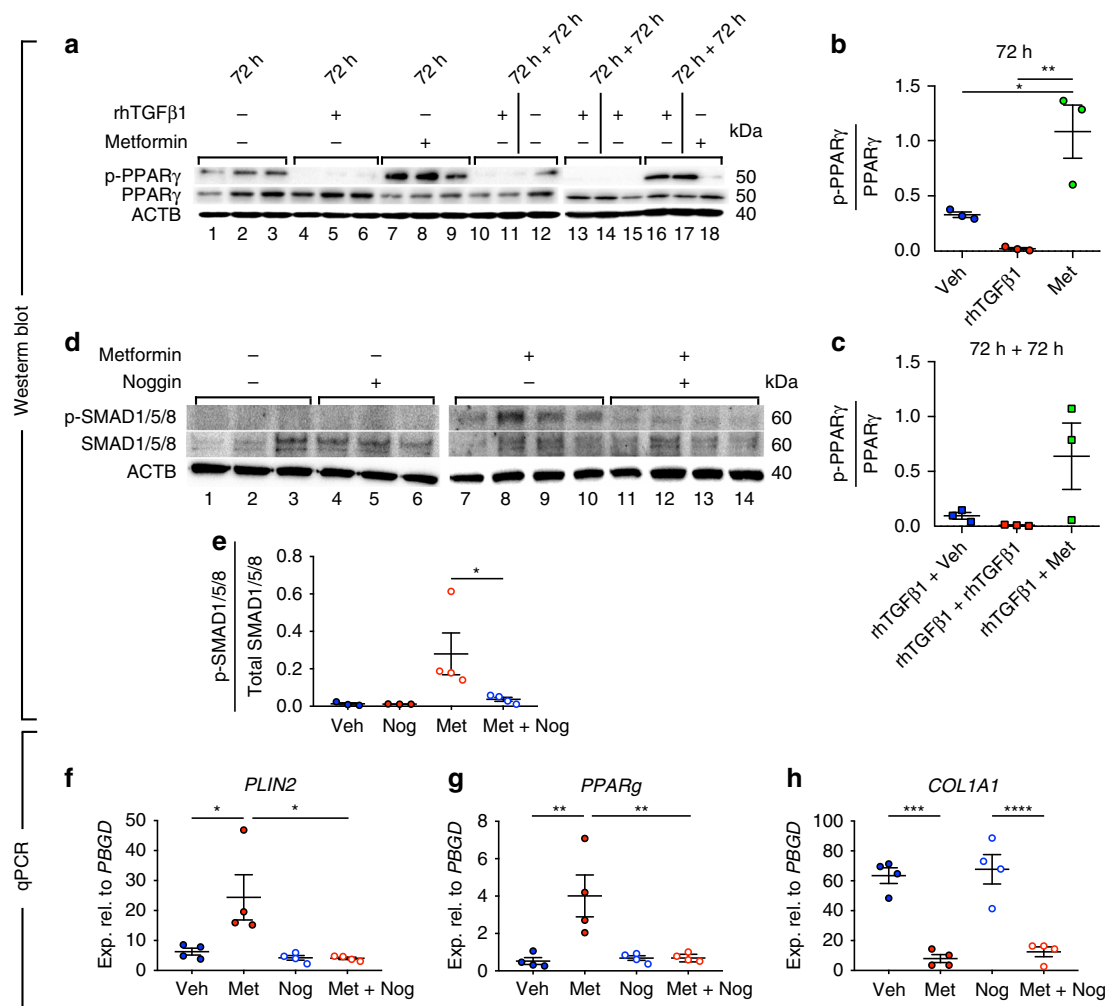 Westerm blot
qPCR
a
72 h
72 h
72 h
72 h + 72 h
72 h + 72 h
72 h + 72 h
rhTGFβ1 – + – + – + + + –
Metformin – – + – – – – – +
kDa
p-PPARγ 50
PPARγ 50
ACTB 40
1 2 3 4 5 6 7 8 9 10 11 12 13 14 15 16 17 18
b
72 h
**
*
p-PPARγ
PPARγ
1.5
1.0
0.5
0.0
Veh
rhTGFβ1
Met
c
72 h + 72 h
p-PPARγ
PPARγ
1.5
1.0
0.5
0.0
rhTGFβ1 + Veh
rhTGFβ1 + rhTGFβ1
rhTGFβ1 + Met
d
Metformin – – + +
Noggin – + – + kDa
p-SMAD1/5/8 60
SMAD1/5/8 60
ACTB 40
1 2 3 4 5 6 7 8 9 10 11 12 13 14
e
p-SMAD1/5/8
Total SMAD1/5/8
0.8
0.6
0.4
0.2
0.0
*
Veh Nog Met Met + Nog
f
PLIN2
* *
Exp. rel. to PBGD
50
40
30
20
10
0
Veh Met Nog Met + Nog
g
PPARg
** **
Exp. rel. to PBGD
8
6
4
2
0
Veh Met Nog Met + Nog
h
COL1A1
*** ****
Exp. rel. to PBGD
100
80
60
40
20
0
Veh Met Nog Met + Nog